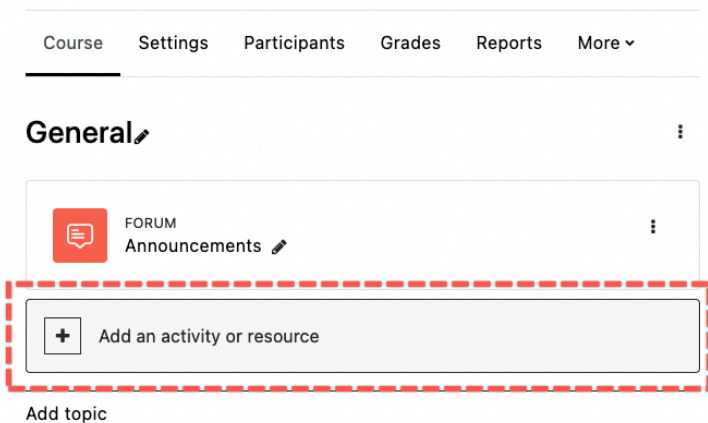 Course Settings Participants Grades Reports More
General
FORUM
Announcements
Add an activity or resource
Add topic